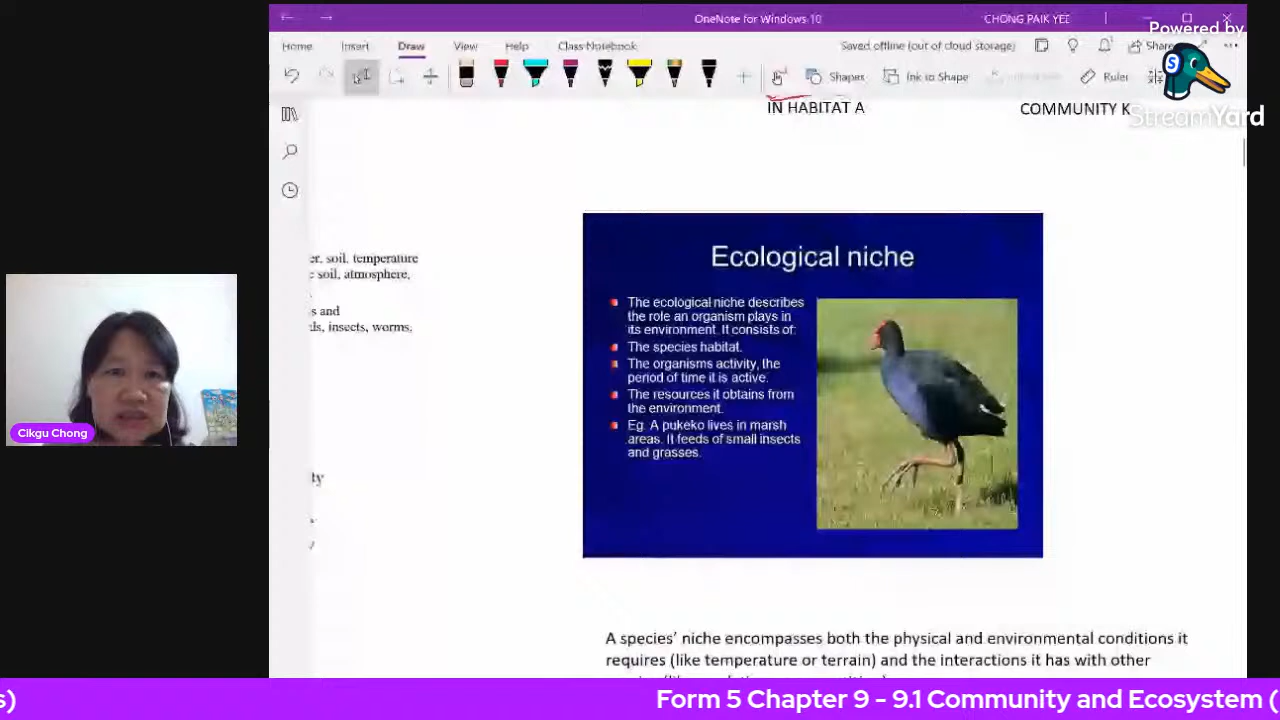 OneNote for Windows 10
CHONG PAIK YEE
Powered by
Home Insert Draw View Help Class Notebook
Saved offline (out of cloud storage)
Share
Shapes
Ink to Shape
Ruler
StreamYard
IN HABITAT A
COMMUNITY K
er, soil, temperature
e soil, atmosphere,
s and
ds, insects, worms,
ty
Ecological niche
The ecological niche describes
the role an organism plays in
its environment. It consists of:
The species habitat.
The organisms activity, the
period of time it is active.
The resources it obtains from
the environment.
Eg. A pukeko lives in marsh
areas. It feeds of small insects
and grasses.
Cikgu Chong
A species' niche encompasses both the physical and environmental conditions it
requires (like temperature or terrain) and the interactions it has with other
s)
Form 5 Chapter 9 - 9.1 Community and Ecosystem (